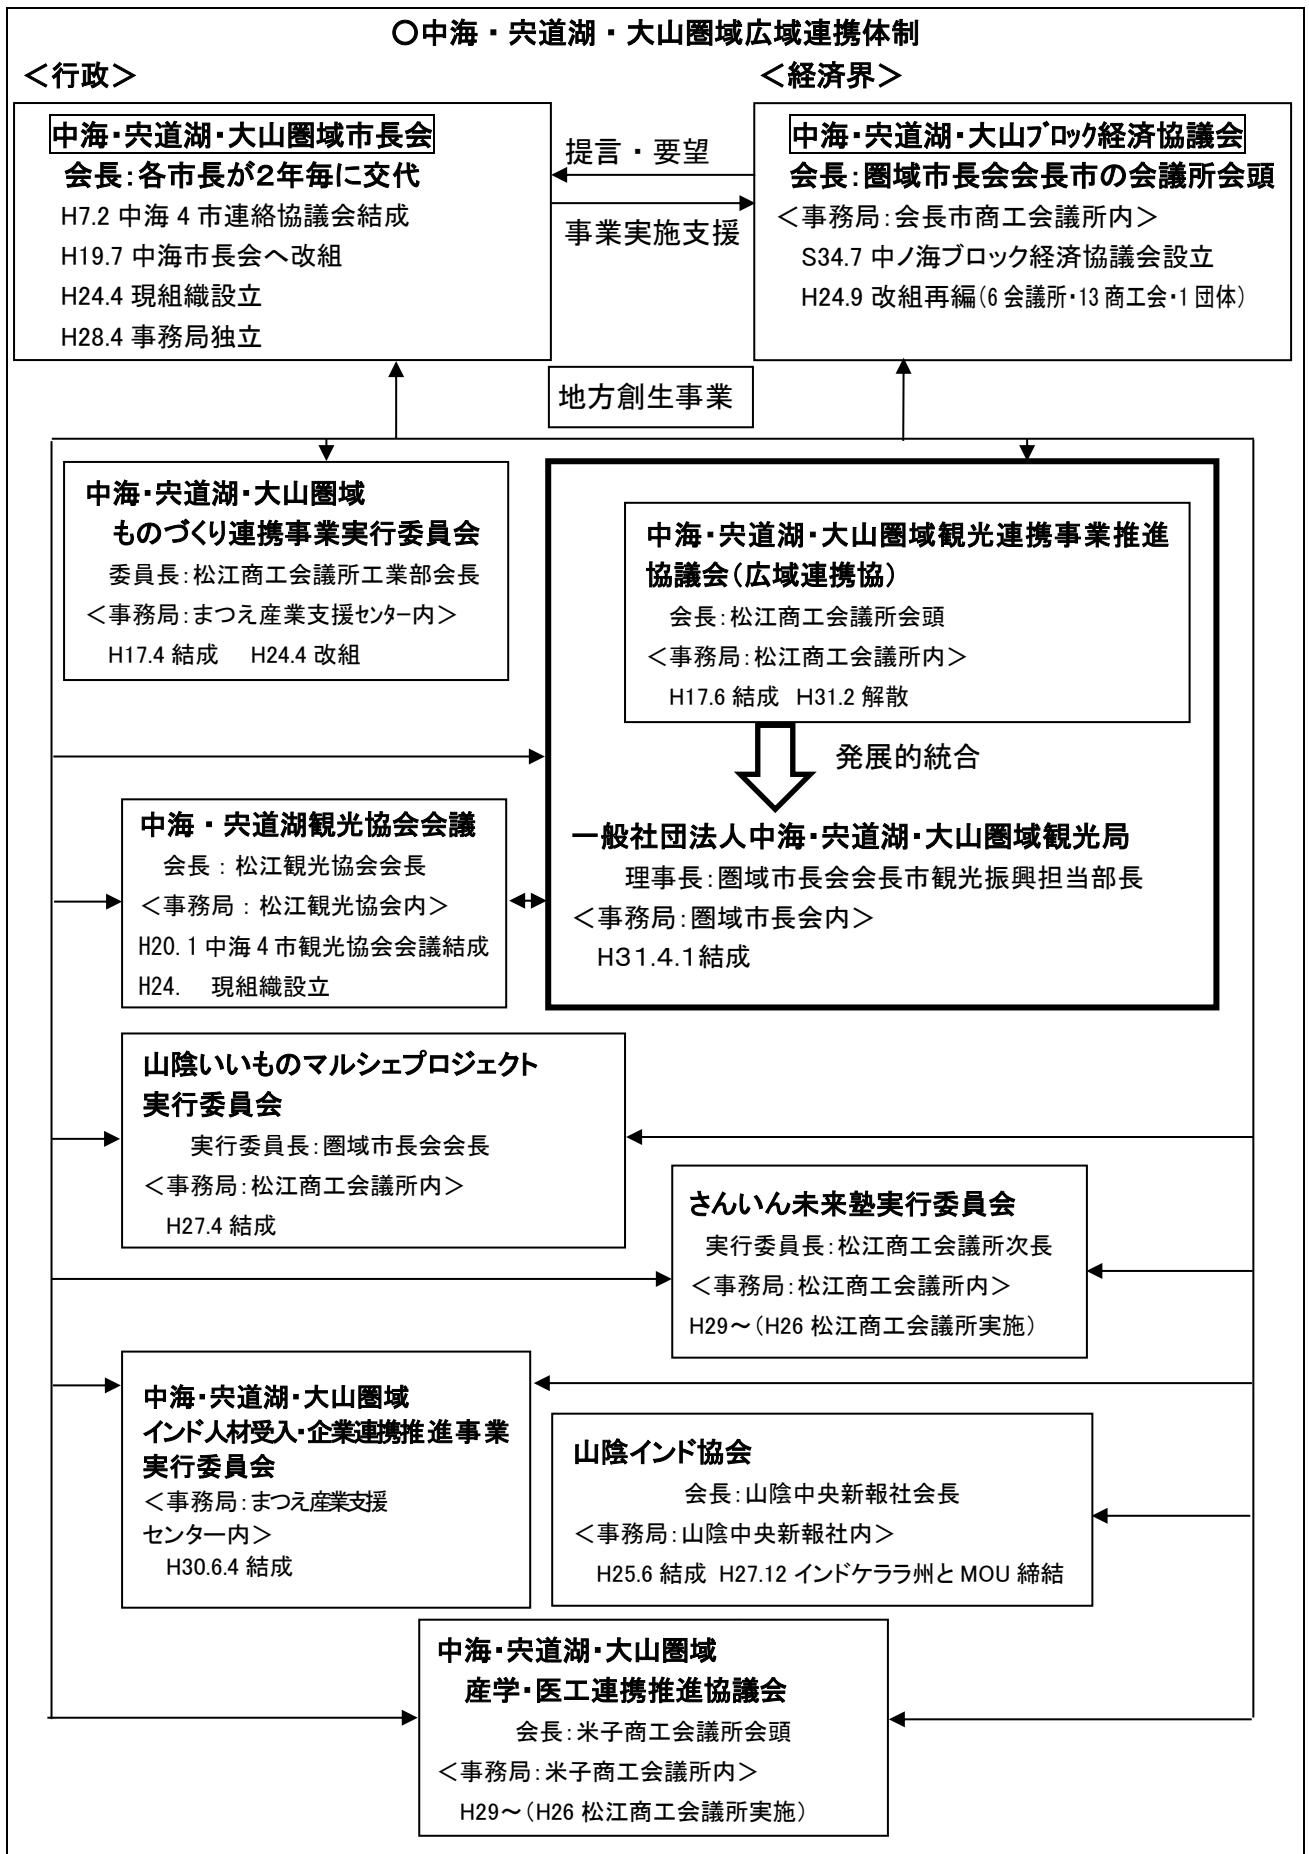 ○中海・宍道湖・大山圏域広域連携体制
＜行政＞
＜経済界＞
中海・宍道湖・大山圏域市長会
会長：各市長が２年毎に交代
H7.2 中海 4 市連絡協議会結成
H19.7 中海市長会へ改組
H24.4 現組織設立
H28.4 事務局独立
提言・要望
事業実施支援
中海・宍道湖・大山ブロック経済協議会
会長：圏域市長会会長市の会議所会頭
＜事務局：会長市商工会議所内＞
S34.7 中ノ海ブロック経済協議会設立
H24.9 改組再編（6 会議所・13 商工会・1 団体）
地方創生事業
中海・宍道湖・大山圏域
ものづくり連携事業実行委員会
委員長：松江商工会議所工業部会長
＜事務局：まつえ産業支援センター内＞
H17.4 結成　H24.4 改組
中海・宍道湖・大山圏域観光連携事業推進
協議会（広域連携協）
会長：松江商工会議所会頭
＜事務局：松江商工会議所内＞
H17.6 結成　H31.2 解散
発展的統合
一般社団法人中海・宍道湖・大山圏域観光局
理事長：圏域市長会会長市観光振興担当部長
＜事務局：圏域市長会内＞
H31.4.1結成
中海・宍道湖観光協会会議
会長：松江観光協会会長
＜事務局：松江観光協会内＞
H20.1 中海 4 市観光協会会議結成
H24.　現組織設立
山陰いいものマルシェプロジェクト
実行委員会
実行委員長：圏域市長会会長
＜事務局：松江商工会議所内＞
H27.4 結成
さんいん未来塾実行委員会
実行委員長：松江商工会議所次長
＜事務局：松江商工会議所内＞
H29～（H26 松江商工会議所実施）
中海・宍道湖・大山圏域
インド人材受入・企業連携推進事業
実行委員会
＜事務局：まつえ産業支援
センター内＞
H30.6.4 結成
山陰インド協会
会長：山陰中央新報社会長
＜事務局：山陰中央新報社内＞
H25.6 結成　H27.12 インドケララ州と MOU 締結
中海・宍道湖・大山圏域
産学・医工連携推進協議会
会長：米子商工会議所会頭
＜事務局：米子商工会議所内＞
H29～（H26 松江商工会議所実施）